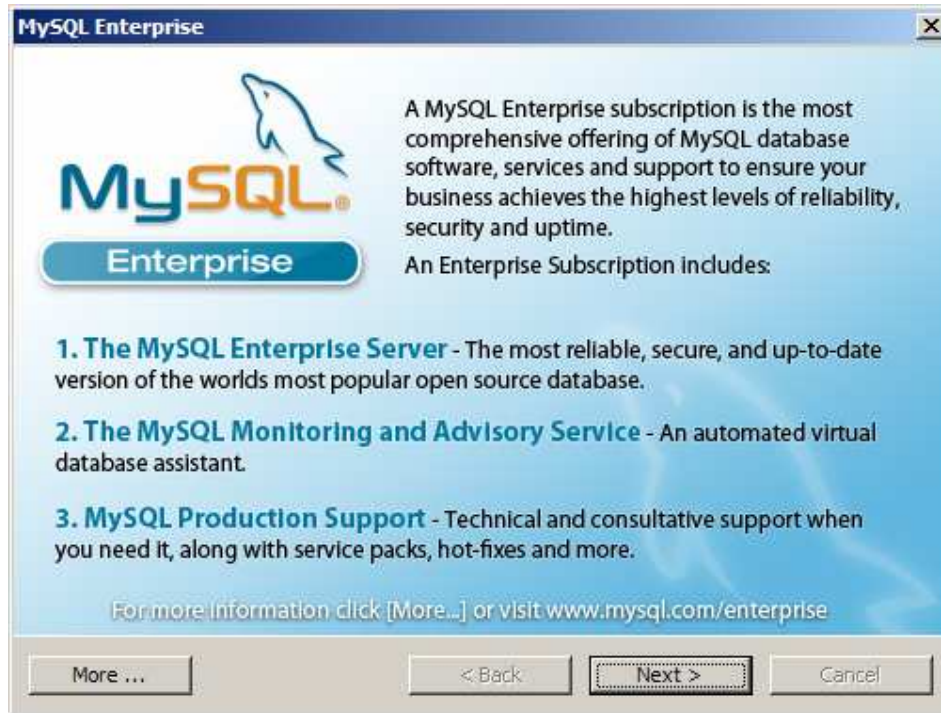 MySQL Enterprise
MySQL®
Enterprise
A MySQL Enterprise subscription is the most
comprehensive offering of MySQL database
software, services and support to ensure your
business achieves the highest levels of reliability,
security and uptime.
An Enterprise Subscription includes:
1. The MySQL Enterprise Server - The most reliable, secure, and up-to-date
version of the worlds most popular open source database.
2. The MySQL Monitoring and Advisory Service - An automated virtual
database assistant.
3. MySQL Production Support - Technical and consultative support when
you need it, along with service packs, hot-fixes and more.
For more information click [More...] or visit www.mysql.com/enterprise
More ...
< Back
Next >
Cancel